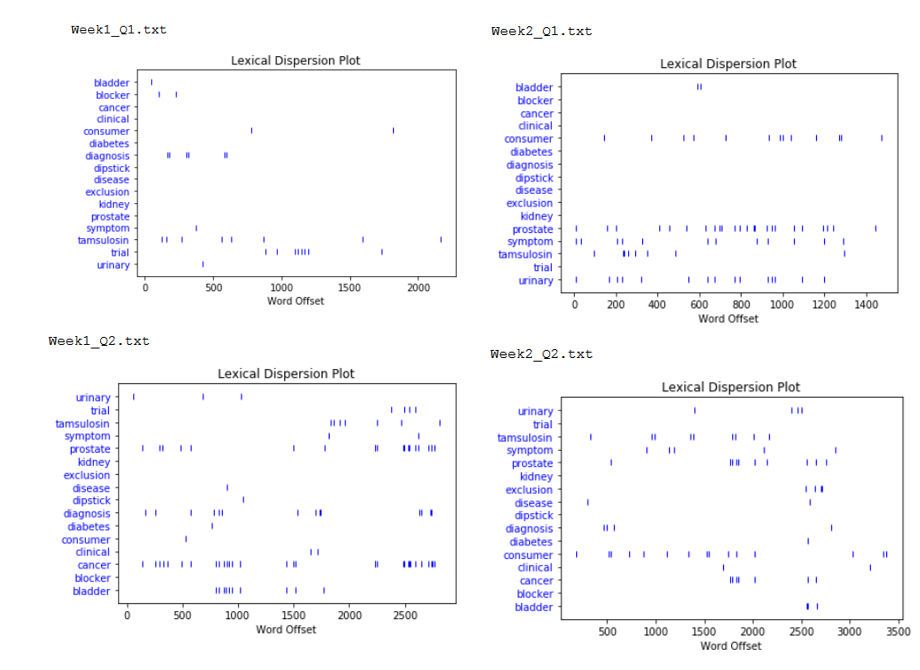 Week1_Q1.txt
Lexical Dispersion Plot
bladder
blocker
cancer
clinical
consumer
diabetes
diagnosis
dipstick
disease
exclusion
kidney
prostate
symptom
tamsulosin
trial
urinary
0 500 1000 1500 2000
Word Offset
Week2_Q1.txt
Lexical Dispersion Plot
bladder
blocker
cancer
clinical
consumer
diabetes
diagnosis
dipstick
disease
exclusion
kidney
prostate
symptom
tamsulosin
trial
urinary
0 200 400 600 800 1000 1200 1400
Word Offset
Week1_Q2.txt
Lexical Dispersion Plot
urinary
trial
tamsulosin
symptom
prostate
kidney
exclusion
disease
dipstick
diagnosis
diabetes
consumer
clinical
cancer
blocker
bladder
0 500 1000 1500 2000 2500
Word Offset
Week2_Q2.txt
Lexical Dispersion Plot
urinary
trial
tamsulosin
symptom
prostate
kidney
exclusion
disease
dipstick
diagnosis
diabetes
consumer
clinical
cancer
blocker
bladder
500 1000 1500 2000 2500 3000 3500
Word Offset